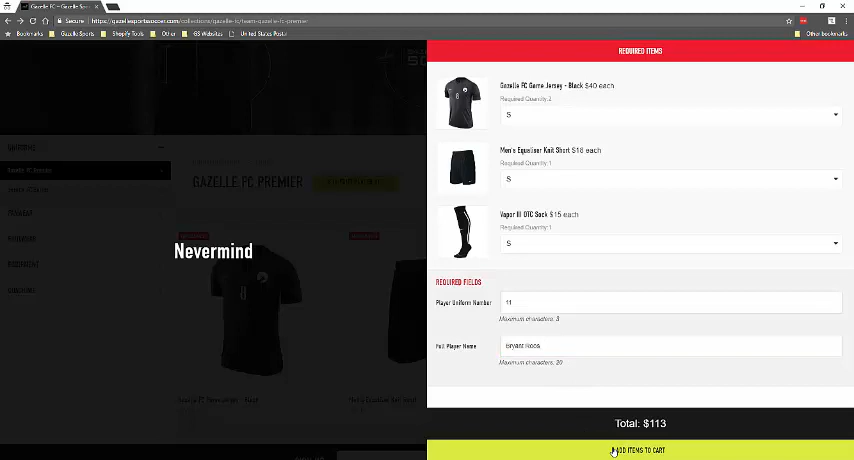 Gazelle FC – Gazelle Spo
Secure https://gazellesportssoccer.com/collections/gazelle-fc/team-gazelle-fc-premier
Bookmarks Gazelle Sports Shopify Tools Other GS Websites United States Postal Other bookmarks
REQUIRED ITEMS
Gazelle FC Game Jersey - Black $40 each
Required Quantity:2
S
Men's Equaliser Knit Short $18 each
Required Quantity:1
S
Vapor III OTC Sock $15 each
Required Quantity:1
S
GAZELLE FC PREMIER
Nevermind
REQUIRED FIELDS
Player Uniform Number 11
Maximum characters: 3
Full Player Name Bryant Roos
Maximum characters: 20
Total: $113
ADD ITEMS TO CART